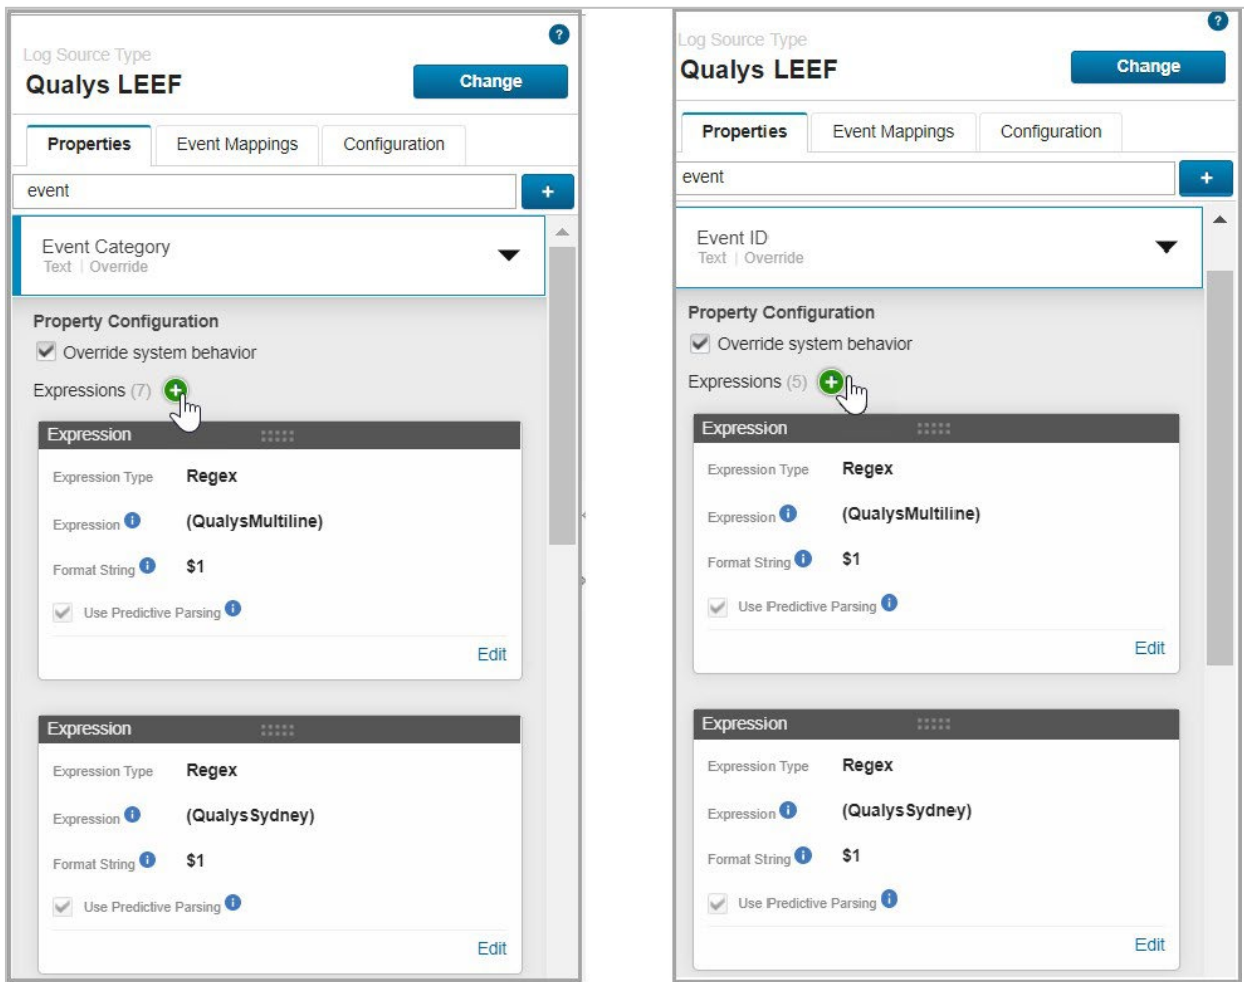 ?
Log Source Type
Qualys LEEF
Change
Properties
Event Mappings
Configuration
event
+
Event Category
Text | Override
Property Configuration
Override system behavior
Expressions (7)
Expression
Expression Type Regex
Expression (QualysMultiline)
Format String $1
Use Predictive Parsing
Edit
Expression
Expression Type Regex
Expression (QualysSydney)
Format String $1
Use Predictive Parsing
Edit
?
Log Source Type
Qualys LEEF
Change
Properties
Event Mappings
Configuration
event
+
Event ID
Text | Override
Property Configuration
Override system behavior
Expressions (5)
Expression
Expression Type Regex
Expression (QualysMultiline)
Format String $1
Use Predictive Parsing
Edit
Expression
Expression Type Regex
Expression (QualysSydney)
Format String $1
Use Predictive Parsing
Edit